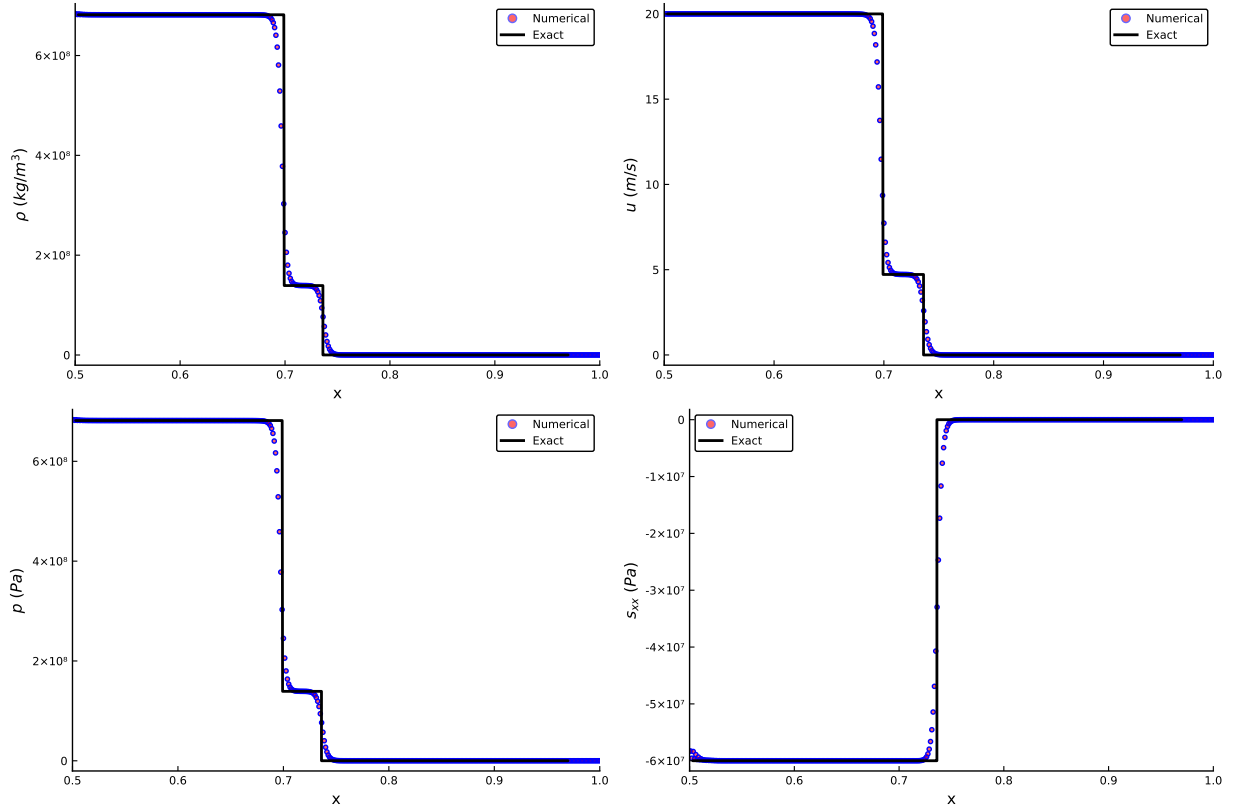 6×10⁸
4×10⁸
2×10⁸
0
ρ (kg/m³)
0.5 0.6 0.7 0.8 0.9 1.0
x
Numerical
Exact
20
15
10
5
0
u (m/s)
0.5 0.6 0.7 0.8 0.9 1.0
x
Numerical
Exact
6×10⁸
4×10⁸
2×10⁸
0
p (Pa)
0.5 0.6 0.7 0.8 0.9 1.0
x
Numerical
Exact
0
-1×10⁷
-2×10⁷
-3×10⁷
-4×10⁷
-5×10⁷
-6×10⁷
sₓₓ (Pa)
0.5 0.6 0.7 0.8 0.9 1.0
x
Numerical
Exact